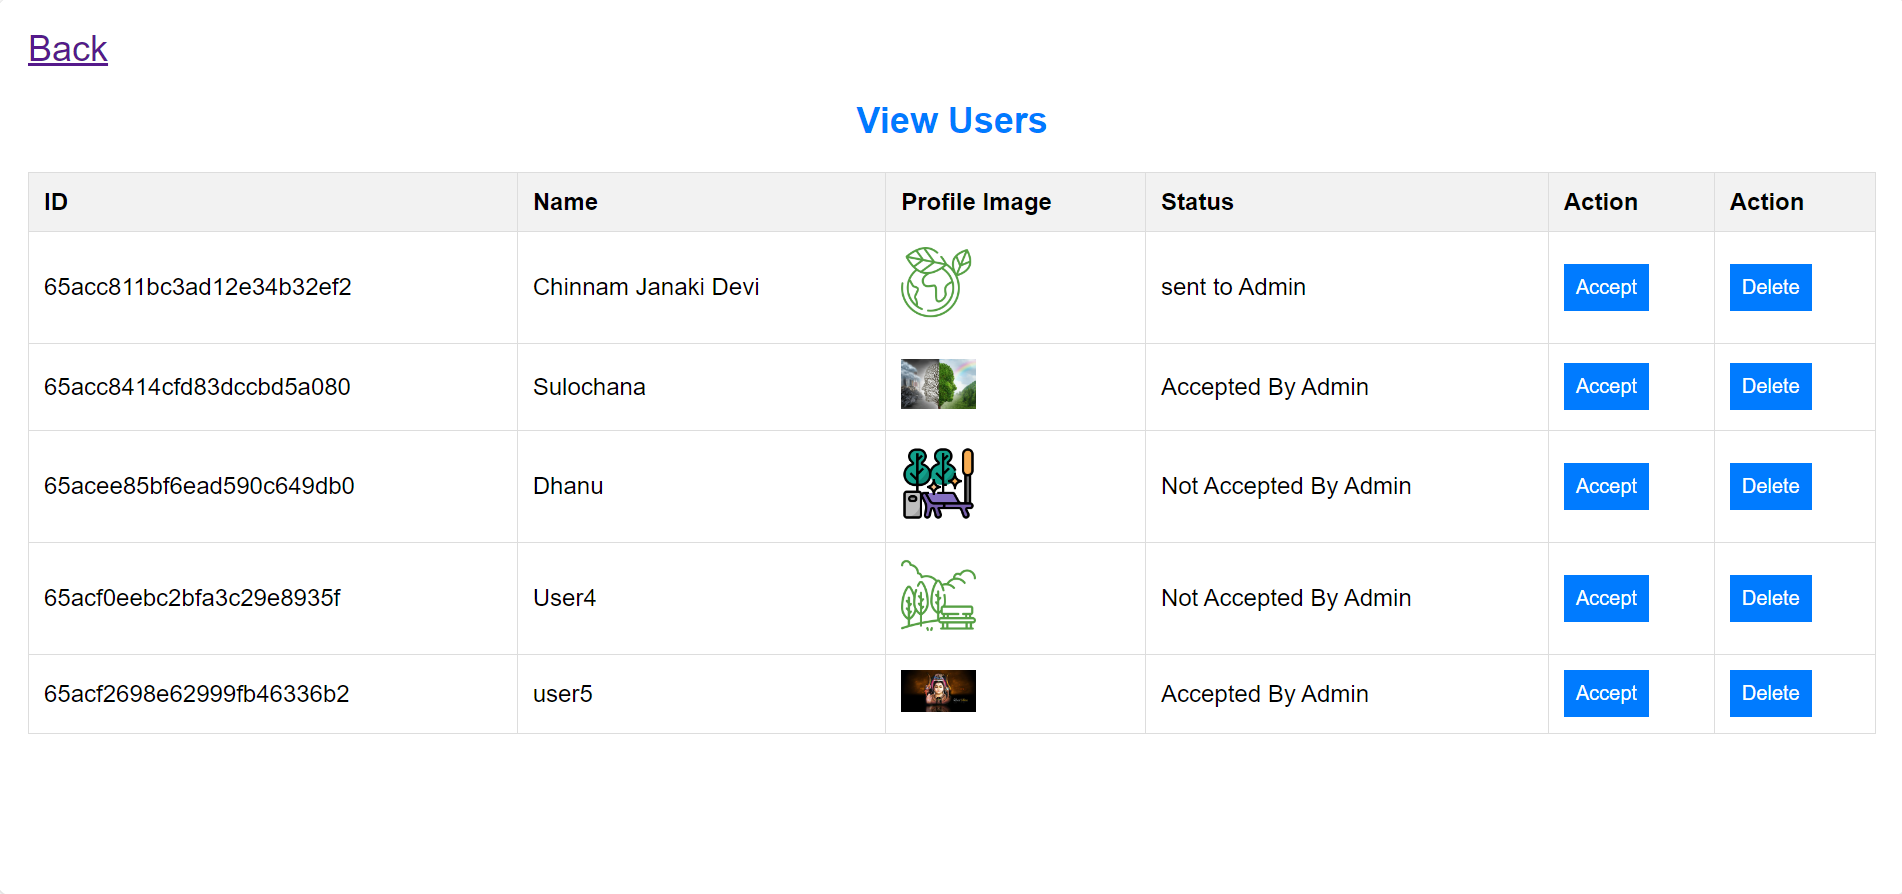 Back
View Users
ID Name Profile Image Status Action Action
65acc811bc3ad12e34b32ef2 Chinnam Janaki Devi sent to Admin Accept Delete
65acc8414cfd83dccbd5a080 Sulochana Accepted By Admin Accept Delete
65acee85bf6ead590c649db0 Dhanu Not Accepted By Admin Accept Delete
65acf0eebc2bfa3c29e8935f User4 Not Accepted By Admin Accept Delete
65acf2698e62999fb46336b2 user5 Accepted By Admin Accept Delete